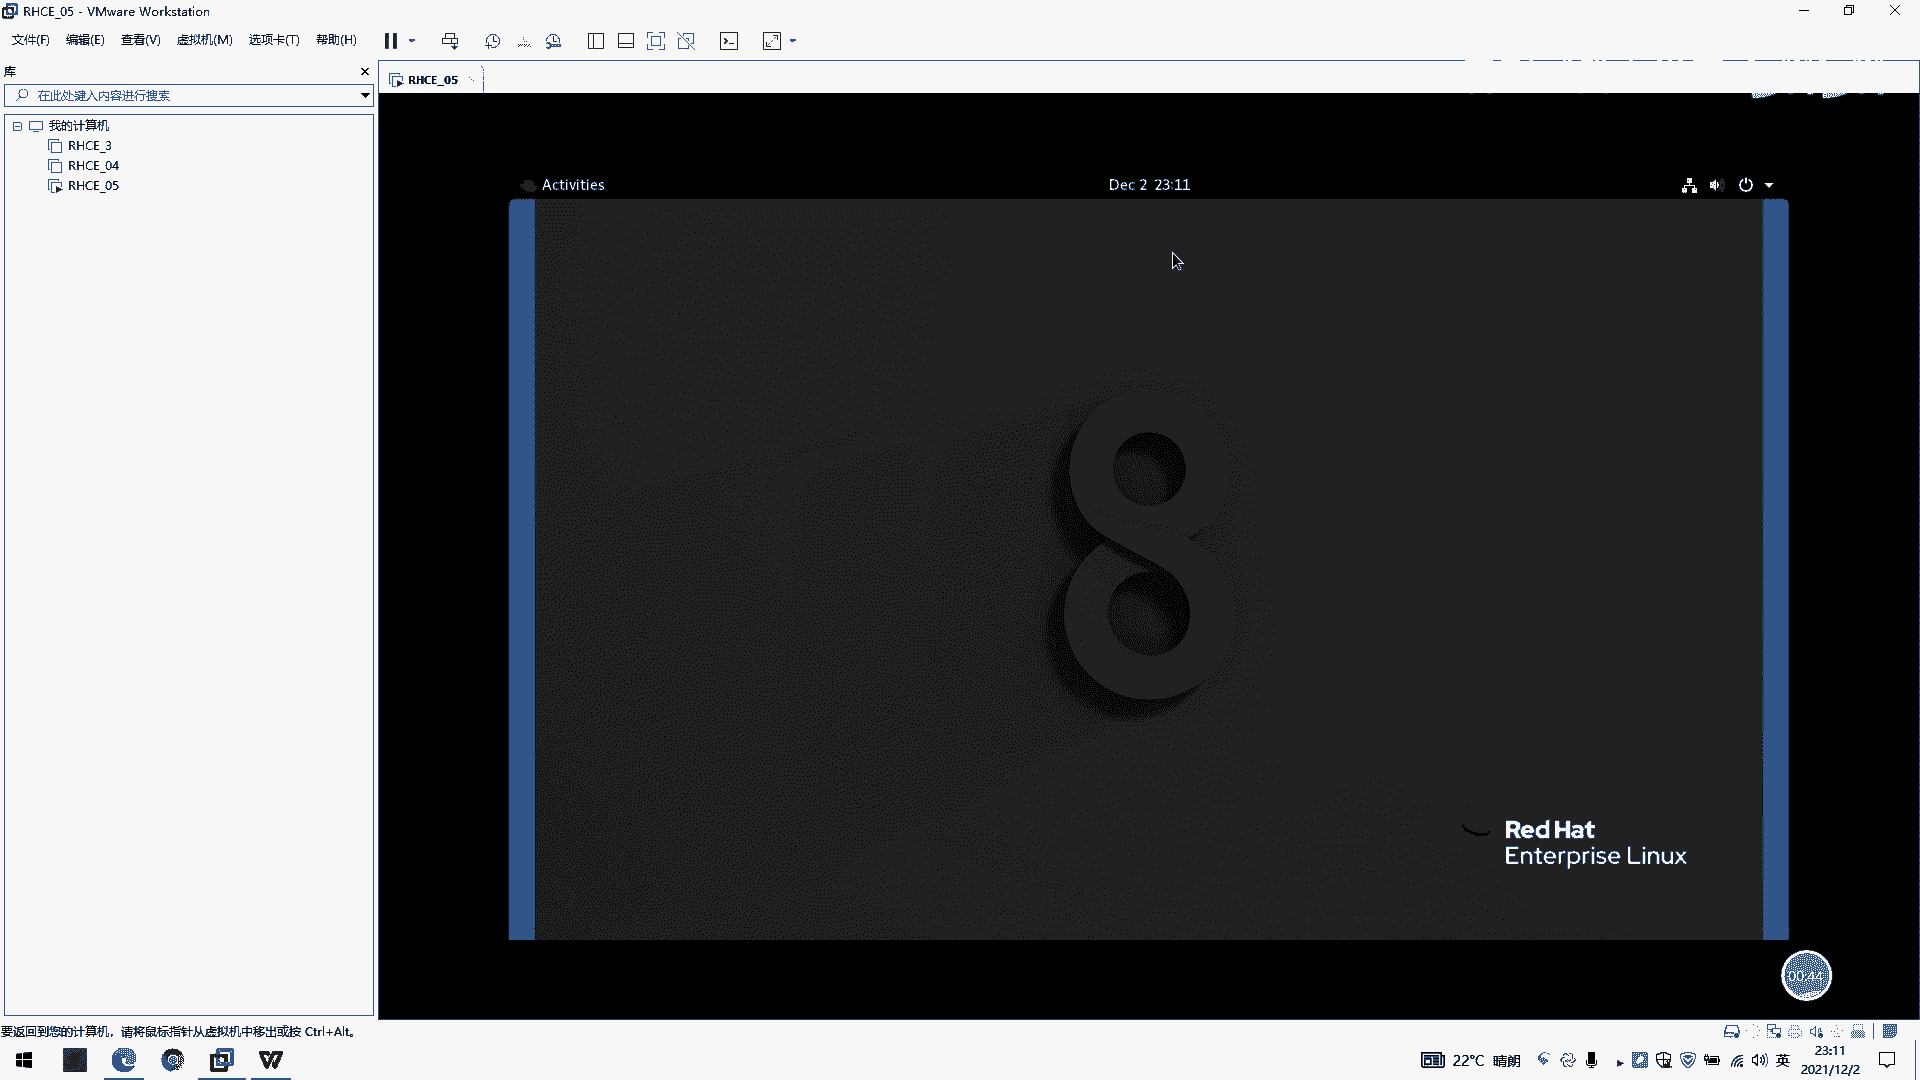 RHCE_05 - VMware Workstation
文件(F) 编辑(E) 查看(V) 虚拟机(M) 选项卡(T) 帮助(H)
库
RHCE_05
在此处键入内容进行搜索
我的计算机
RHCE_3
RHCE_04
RHCE_05
Activities
Dec 2 23:11
8
Red Hat
Enterprise Linux
00:44
要返回到您的计算机，请将鼠标指针从虚拟机中移出或按 Ctrl+Alt。
22°C 晴朗
英
23:11
2021/12/2